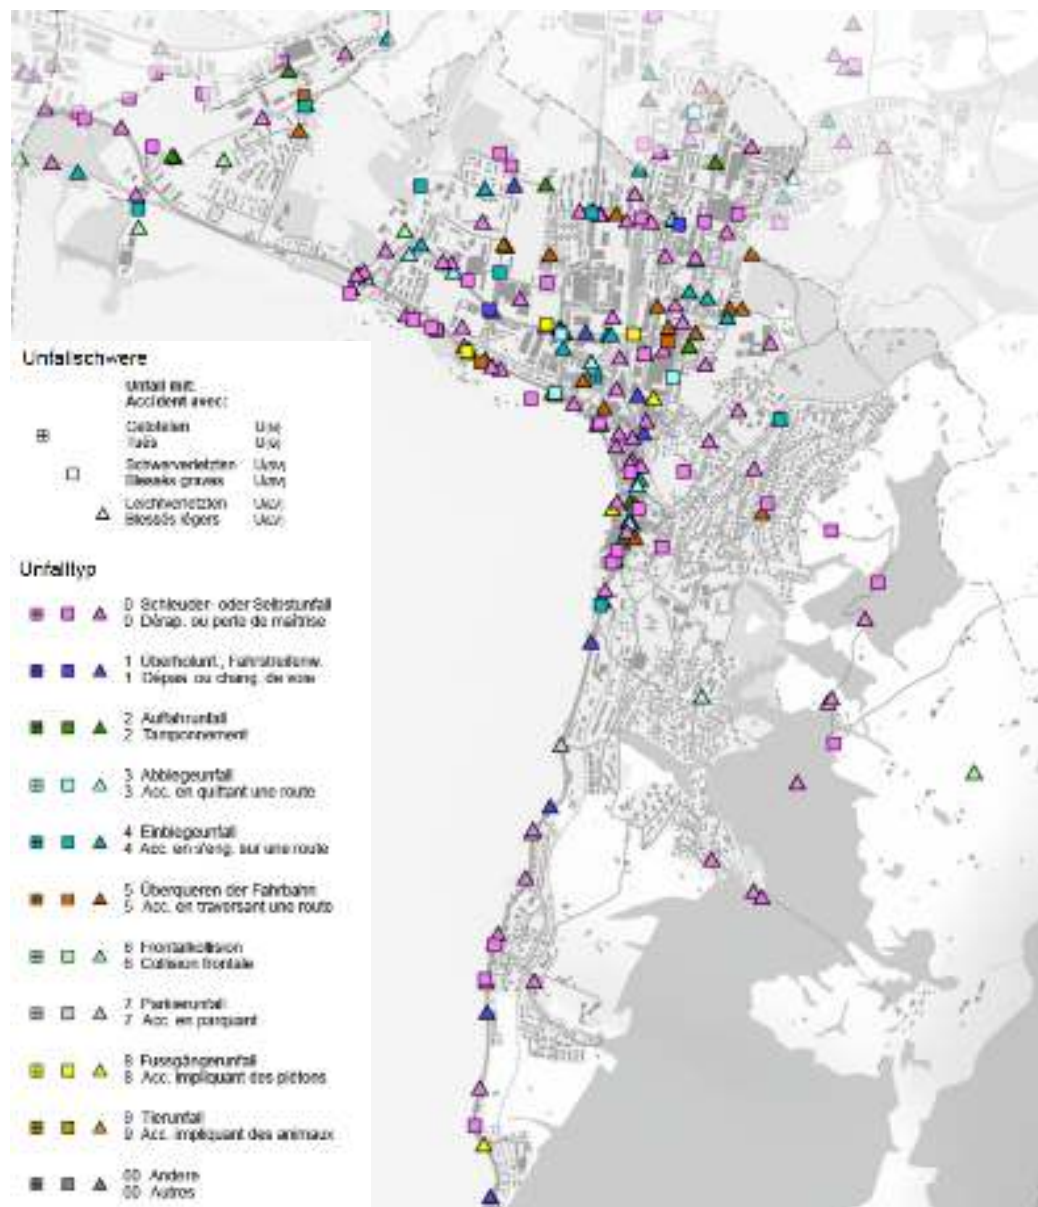 Unfallschwere
Unfall mit:
Accident avec:
Getöteten
Tués
Schwerverletzten
Blessés graves
Leichtverletzten
Blessés légers
Unfalltyp
0 Schleuder- oder Selbstunfall
0 Dérap. ou perte de maîtrise
1 Überholunf., Fahrstreifenw.
1 Dépas. ou chang. de voie
2 Auffahrunfall
2 Tamponnement
3 Abbiegeunfall
3 Acc. en quittant une route
4 Einbiegeunfall
4 Acc. en s'eng. sur une route
5 Überqueren der Fahrbahn
5 Acc. en traversant une route
6 Frontalkollision
6 Collision frontale
7 Parkierunfall
7 Acc. en parquant
8 Fussgängerunfall
8 Acc. impliquant des piétons
9 Tierunfall
9 Acc. impliquant des animaux
00 Andere
00 Autres